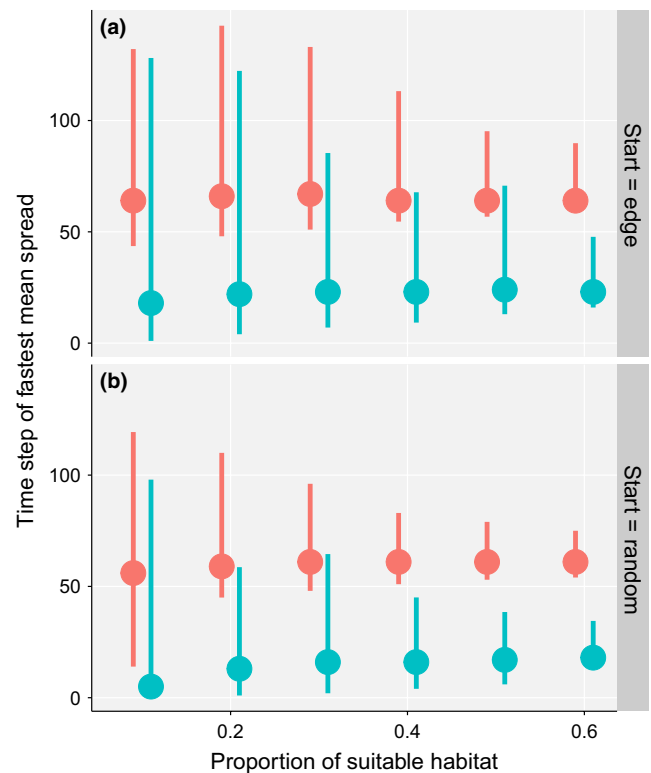 (a)
100
50
0
Start = edge
(b)
100
50
0
Start = random
0.2 0.4 0.6
Time step of fastest mean spread
Proportion of suitable habitat